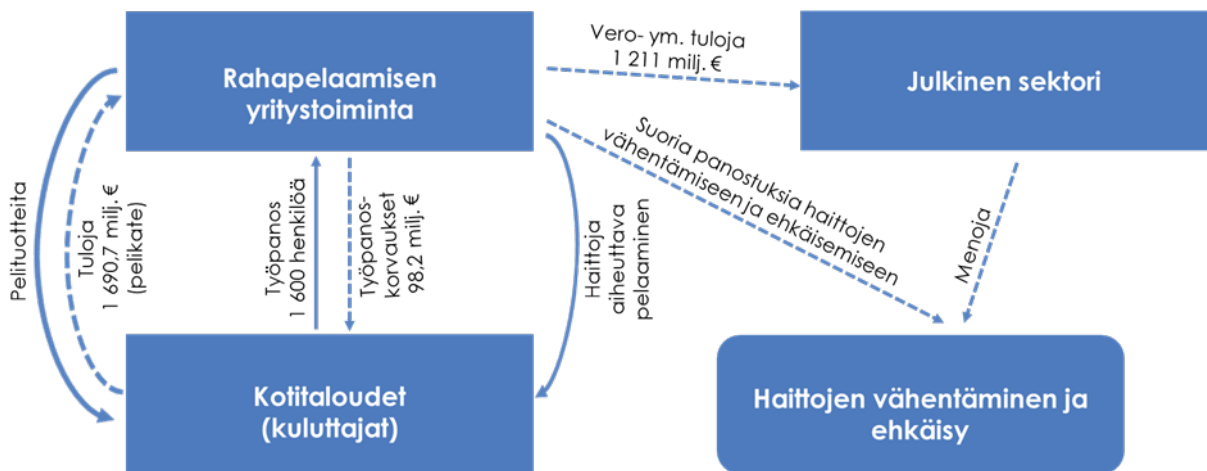 Rahapelaamisen
yritystoiminta
Vero- ym. tuloja
1 211 milj. €
Julkinen sektori
Pelituotteita
Tuloja
1 690,7 milj. €
(pelikate)
Työpanos
1 600 henkilöä
Työpanos-
korvaukset
98,2 milj. €
Haittoja
aiheuttava
pelaaminen
Suoria panostuksia haittojen
vähentämiseen ja ehkäisemiseen
Menoja
Kotitaloudet
(kuluttajat)
Haittojen vähentäminen ja
ehkäisy